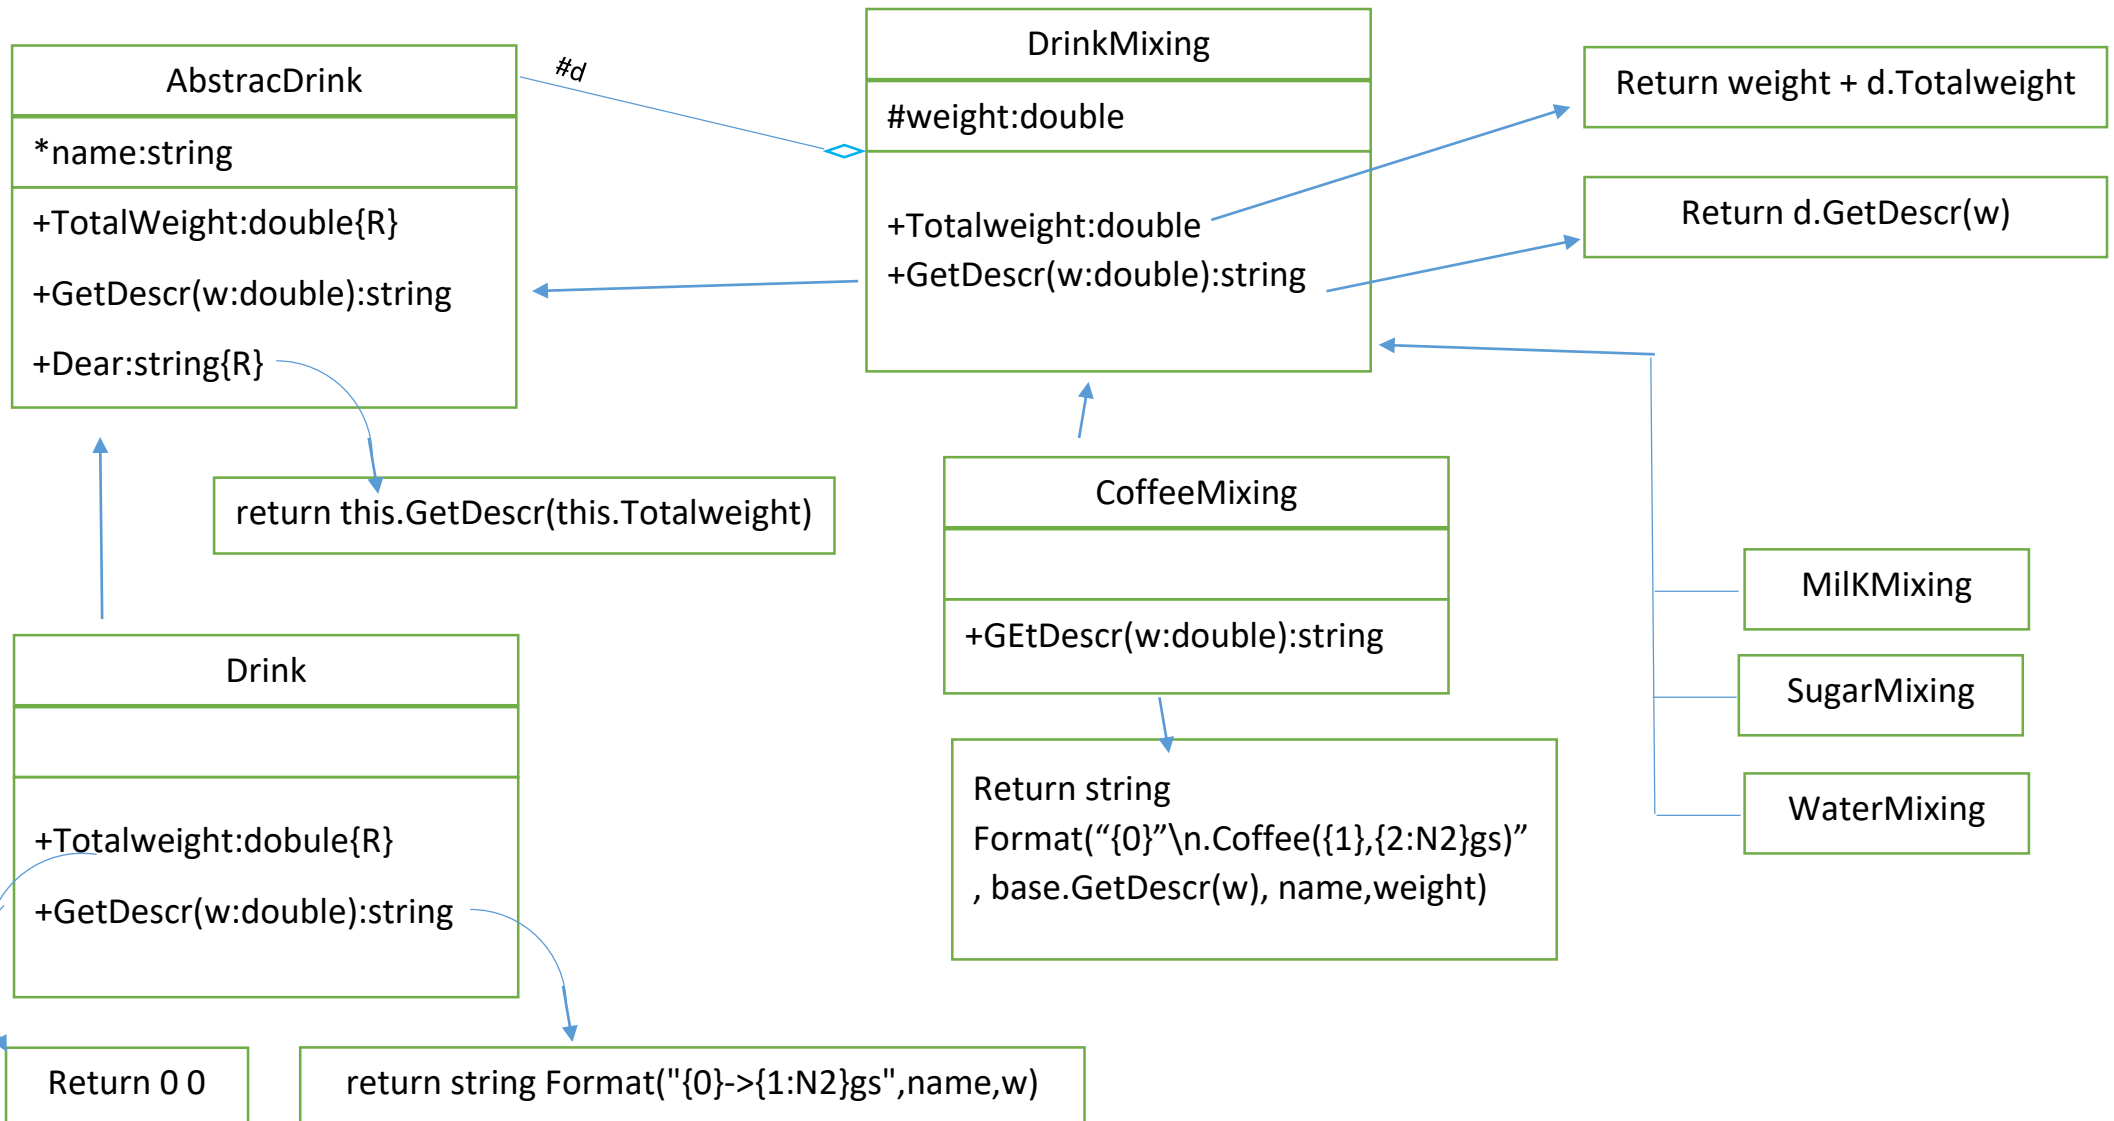 AbstracDrink
*name:string
+TotalWeight:double{R}
+GetDescr(w:double):string
+Dear:string{R}
#d
DrinkMixing
#weight:double
+Totalweight:double
+GetDescr(w:double):string
Return weight + d.Totalweight
Return d.GetDescr(w)
return this.GetDescr(this.Totalweight)
CoffeeMixing
+GEtDescr(w:double):string
Return string
Format(“{0}”\n.Coffee({1},{2:N2}gs)”
, base.GetDescr(w), name,weight)
MilKMixing
SugarMixing
WaterMixing
Drink
+Totalweight:dobule{R}
+GetDescr(w:double):string
Return 0 0
return string Format("{0}->{1:N2}gs",name,w)